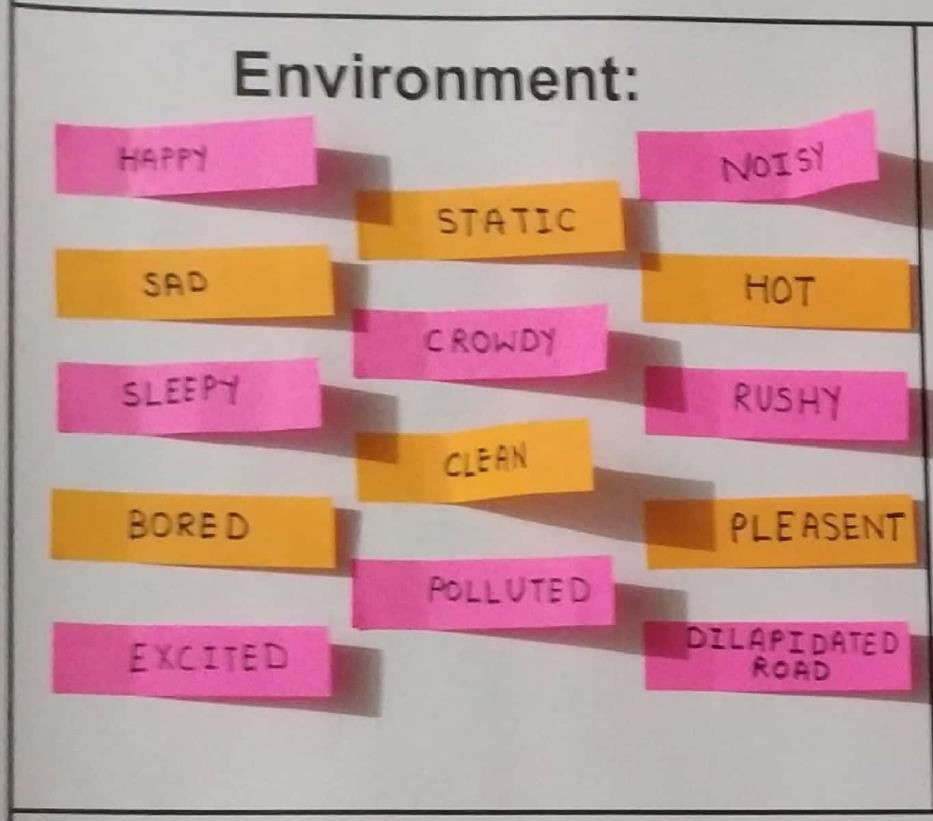 Environment:
HAPPY
SAD
SLEEPY
BORED
EXCITED
STATIC
CROWDY
CLEAN
POLLUTED
NOISY
HOT
RUSHY
PLEASENT
DILAPIDATED
ROAD